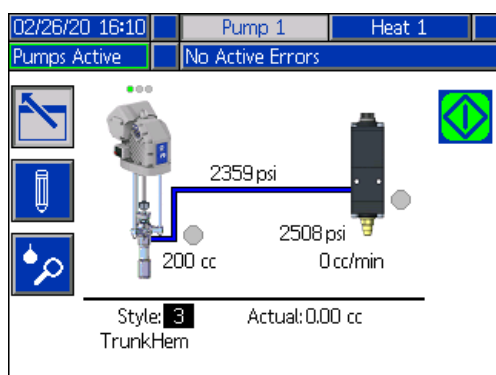 02/26/20 16:10 Pump 1 Heat 1
Pumps Active No Active Errors
2359 psi
2508 psi
200 cc 0 cc/min
Style: 3 Actual: 0.00 cc
TrunkHem